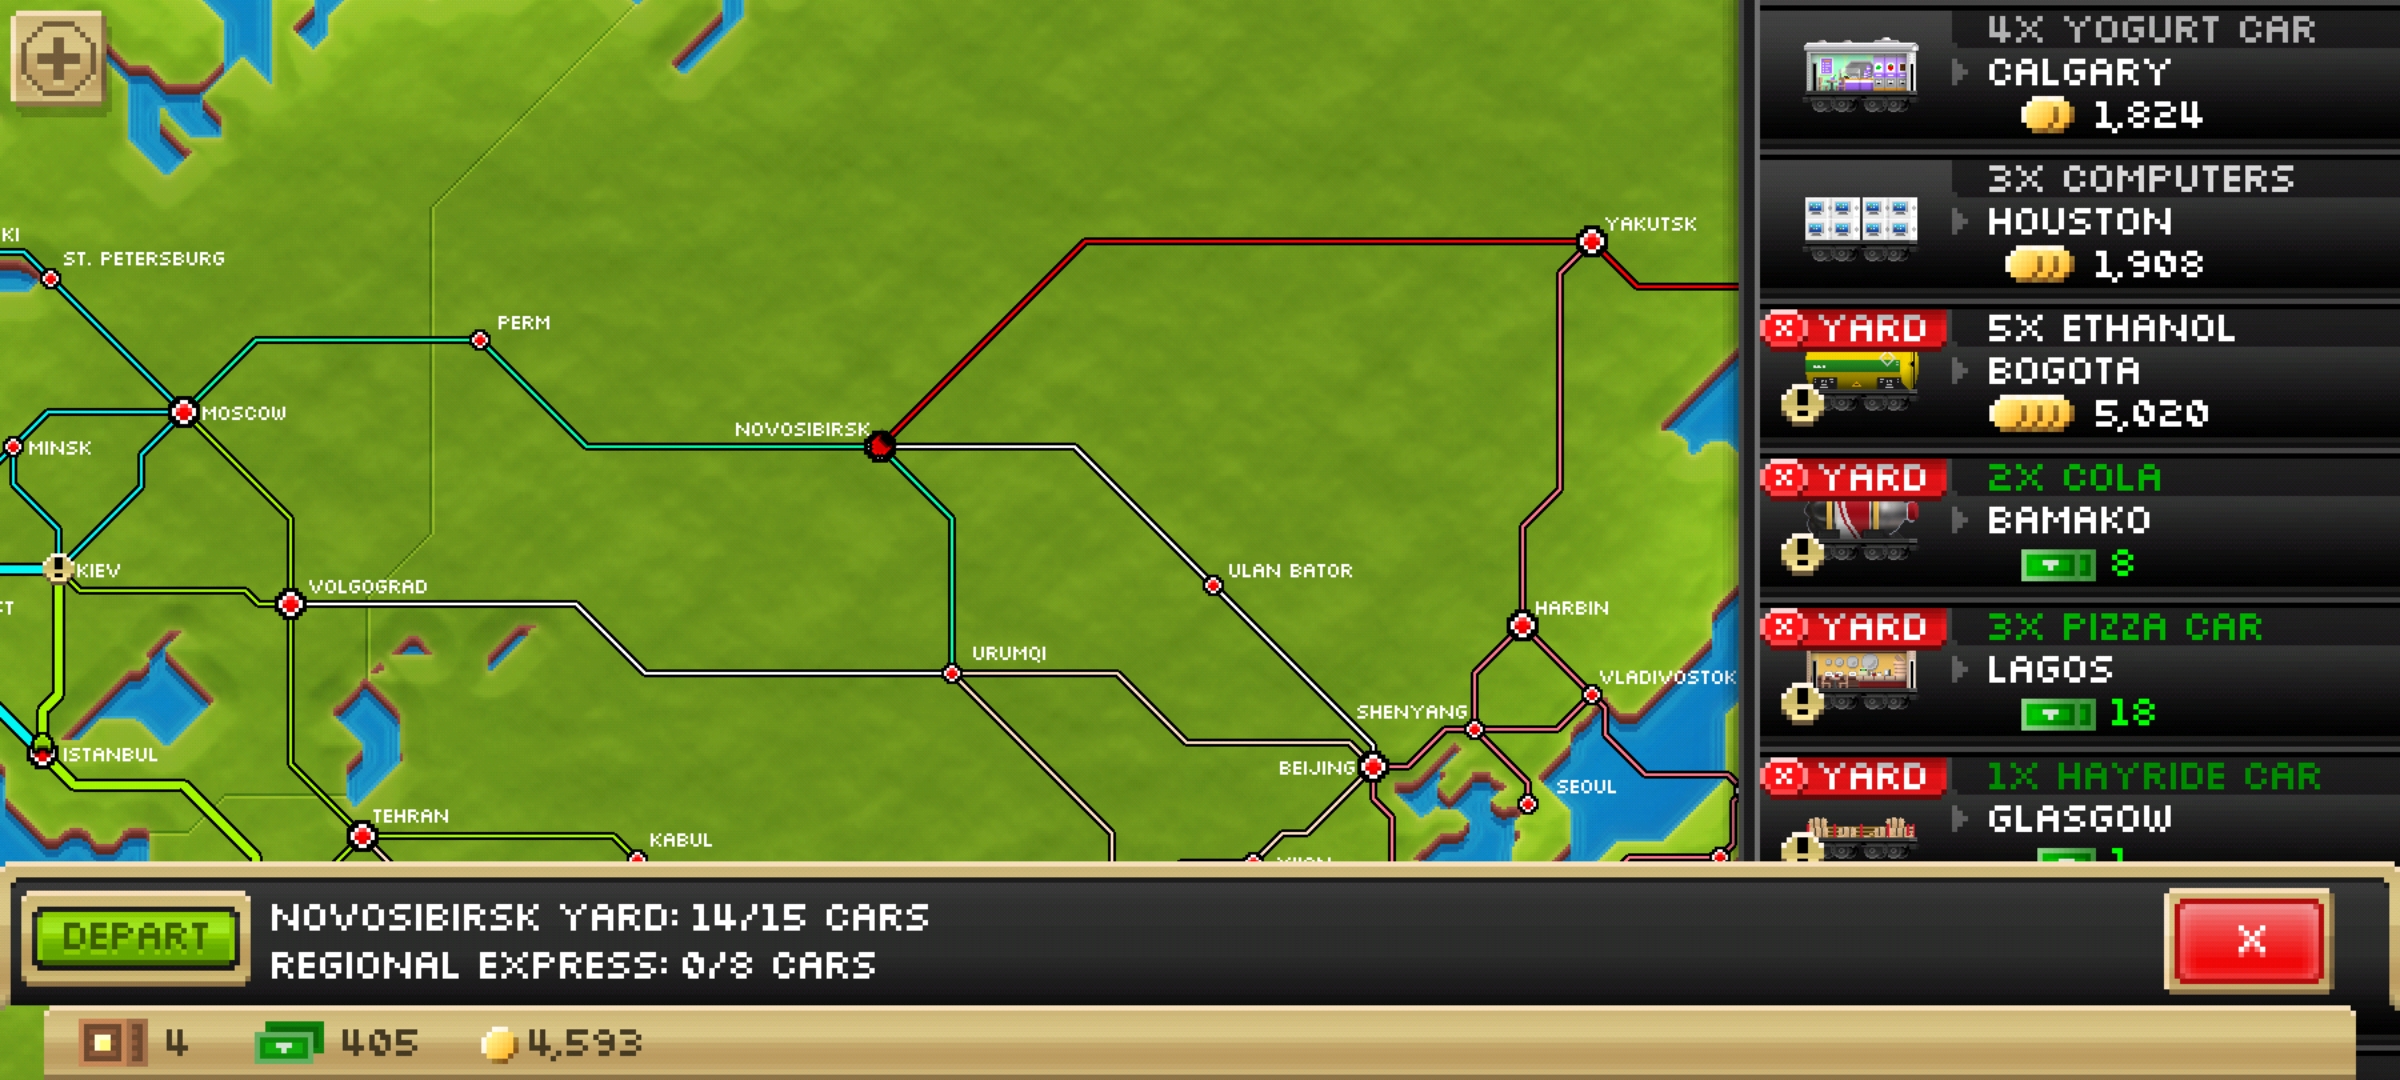 KI
ST. PETERSBURG
PERM
YAKUTSK
MOSCOW
NOVOSIBIRSK
MINSK
KIEV
ULAN BATOR
VOLGOGRAD
HARBIN
URUMQI
VLADIVOSTOK
SHENYANG
ISTANBUL
BEIJING
SEOUL
TEHRAN
KABUL
4X YOGURT CAR
CALGARY
1,824
3X COMPUTERS
HOUSTON
1,908
YARD
5X ETHANOL
BOGOTA
5,020
YARD
2X COLA
BAMAKO
8
YARD
3X PIZZA CAR
LAGOS
18
YARD
1X HAYRIDE CAR
GLASGOW
1
DEPART
NOVOSIBIRSK YARD: 14/15 CARS
REGIONAL EXPRESS: 0/8 CARS
X
4
405
4,593